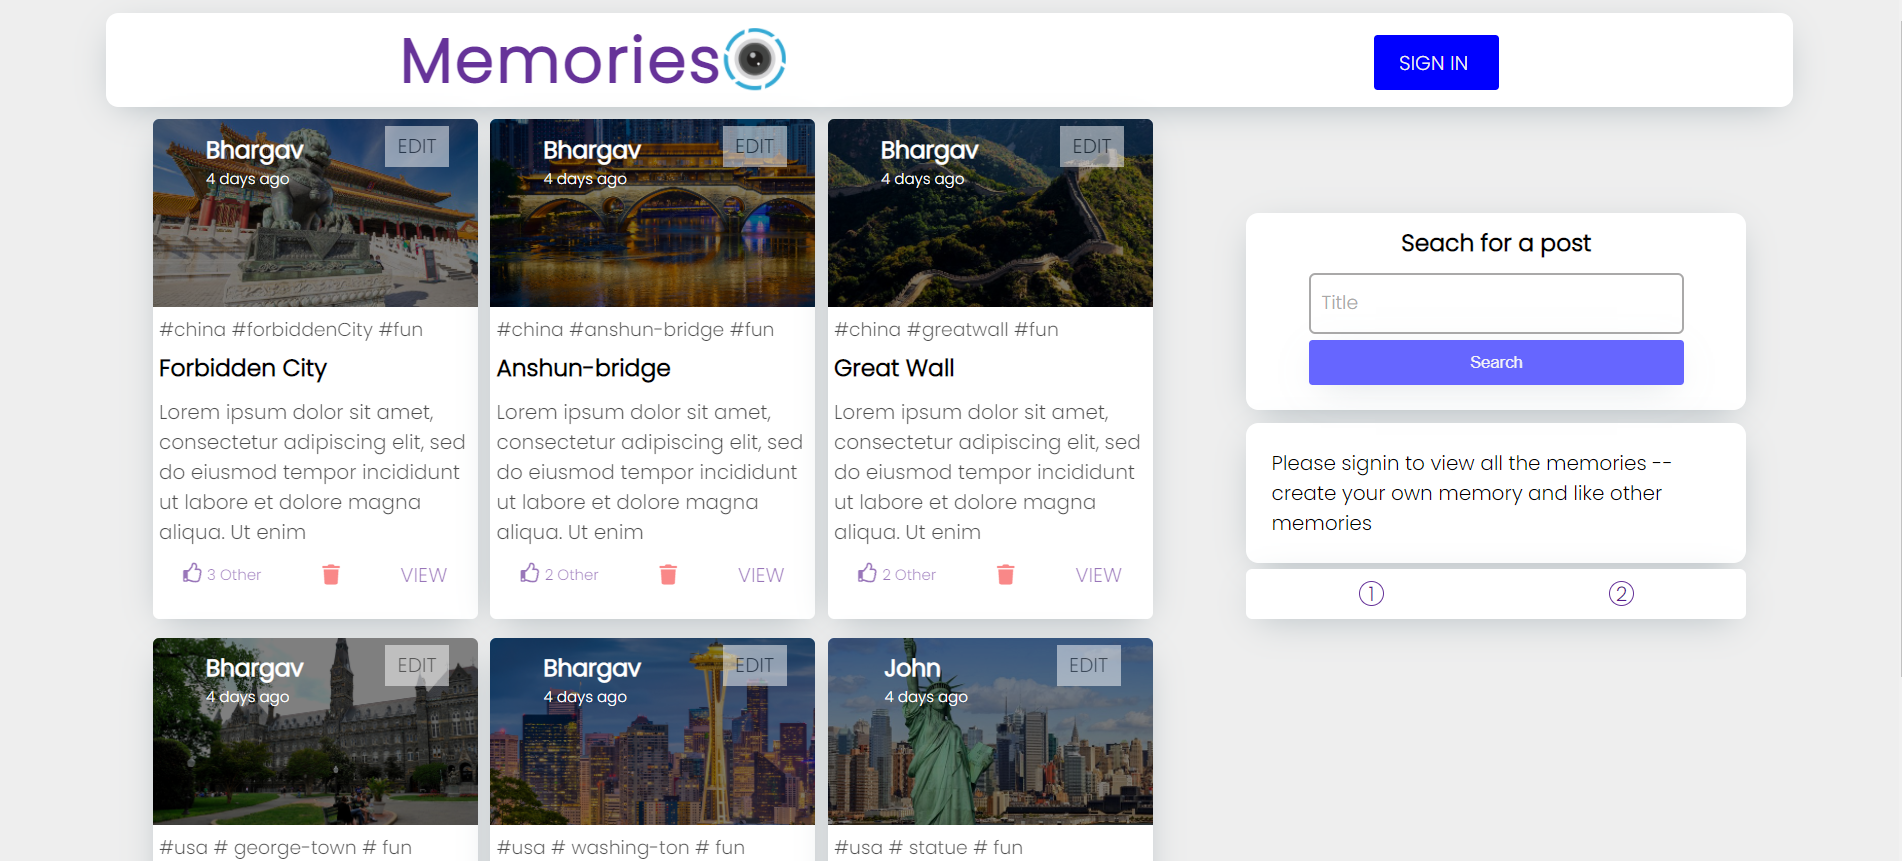 Memories
SIGN IN
Bhargav
EDIT
4 days ago
#china #forbiddenCity #fun
Forbidden City
Lorem ipsum dolor sit amet,
consectetur adipiscing elit, sed
do eiusmod tempor incididunt
ut labore et dolore magna
aliqua. Ut enim
3 Other
VIEW
Bhargav
EDIT
4 days ago
#china #anshun-bridge #fun
Anshun-bridge
Lorem ipsum dolor sit amet,
consectetur adipiscing elit, sed
do eiusmod tempor incididunt
ut labore et dolore magna
aliqua. Ut enim
2 Other
VIEW
Bhargav
EDIT
4 days ago
#china #greatwall #fun
Great Wall
Lorem ipsum dolor sit amet,
consectetur adipiscing elit, sed
do eiusmod tempor incididunt
ut labore et dolore magna
aliqua. Ut enim
2 Other
VIEW
Bhargav
EDIT
4 days ago
#usa # george-town # fun
Bhargav
EDIT
4 days ago
#usa # washing-ton # fun
John
EDIT
4 days ago
#usa # statue # fun
Seach for a post
Title
Search
Please signin to view all the memories --
create your own memory and like other
memories
1
2